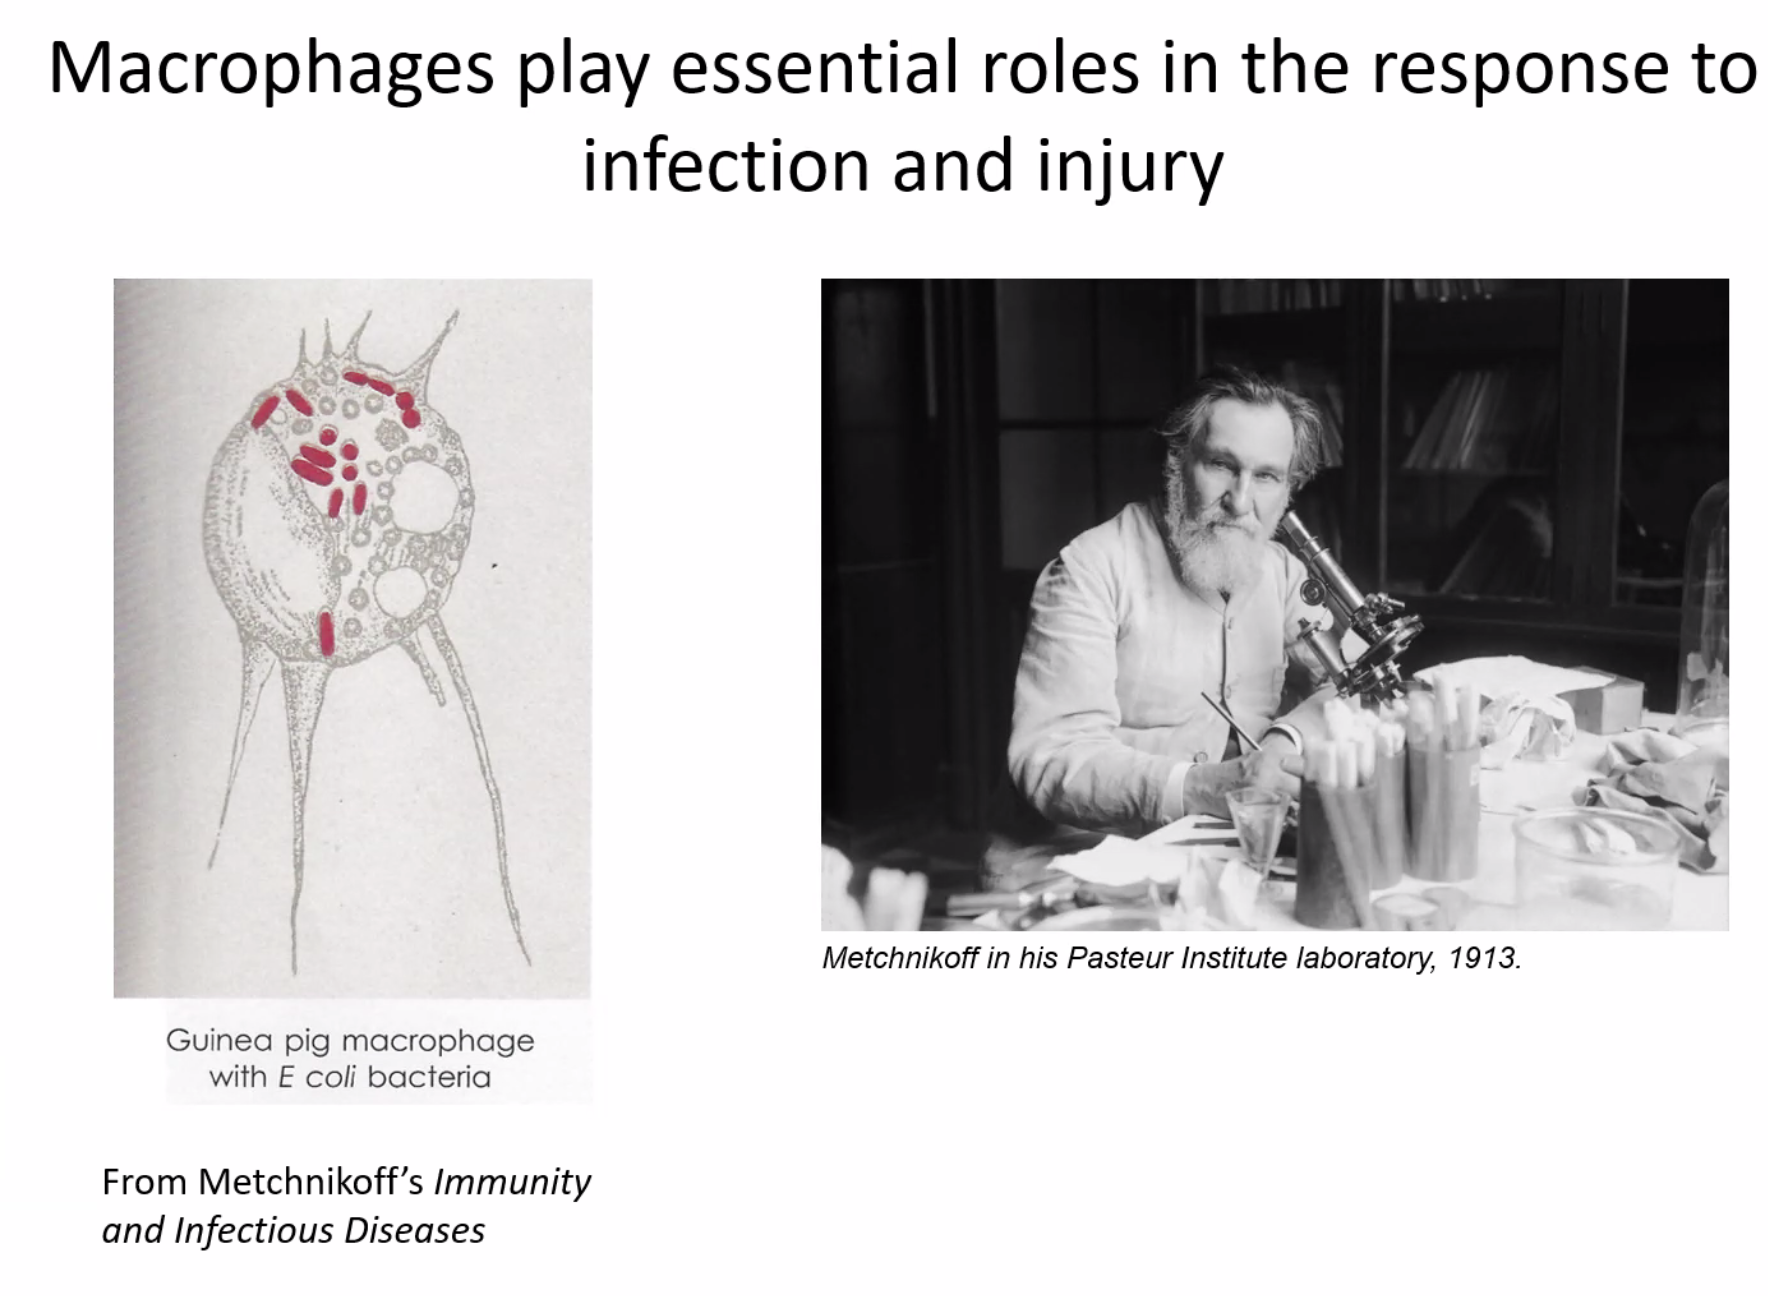 Macrophages play essential roles in the response to
infection and injury
Guinea pig macrophage
with E coli bacteria
From Metchnikoff’s Immunity
and Infectious Diseases
Metchnikoff in his Pasteur Institute laboratory, 1913.